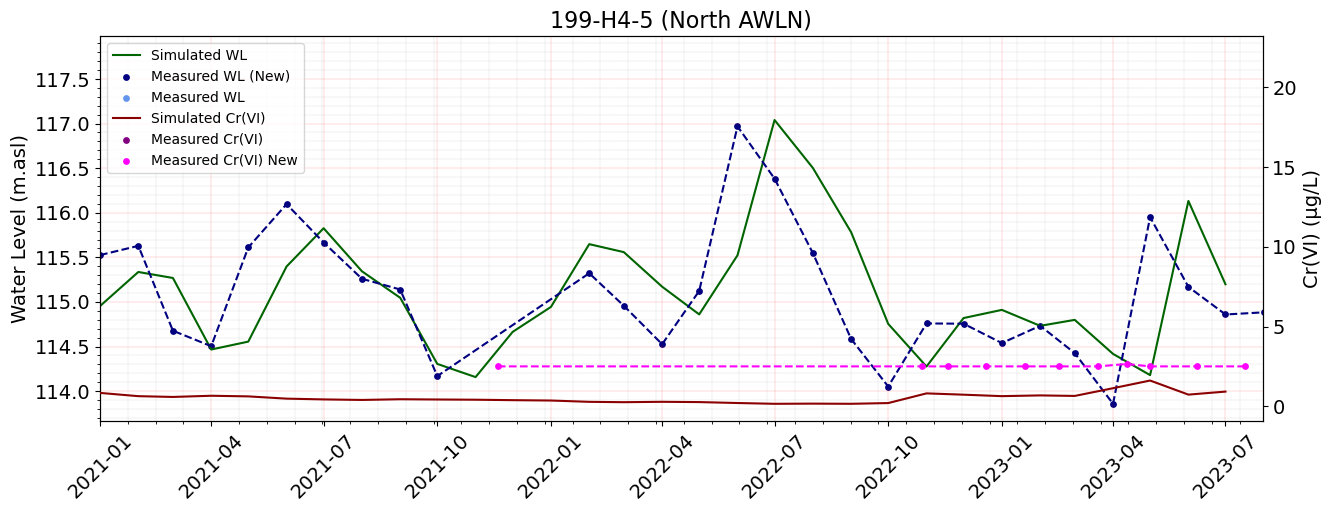 199-H4-5 (North AWLN)
Simulated WL
Measured WL (New)
Measured WL
Simulated Cr(VI)
Measured Cr(VI)
Measured Cr(VI) New
Water Level (m.asl)
117.5
117.0
116.5
116.0
115.5
115.0
114.5
114.0
20
15
10
5
0
Cr(VI) (μg/L)
2021-01
2021-04
2021-07
2021-10
2022-01
2022-04
2022-07
2022-10
2023-01
2023-04
2023-07